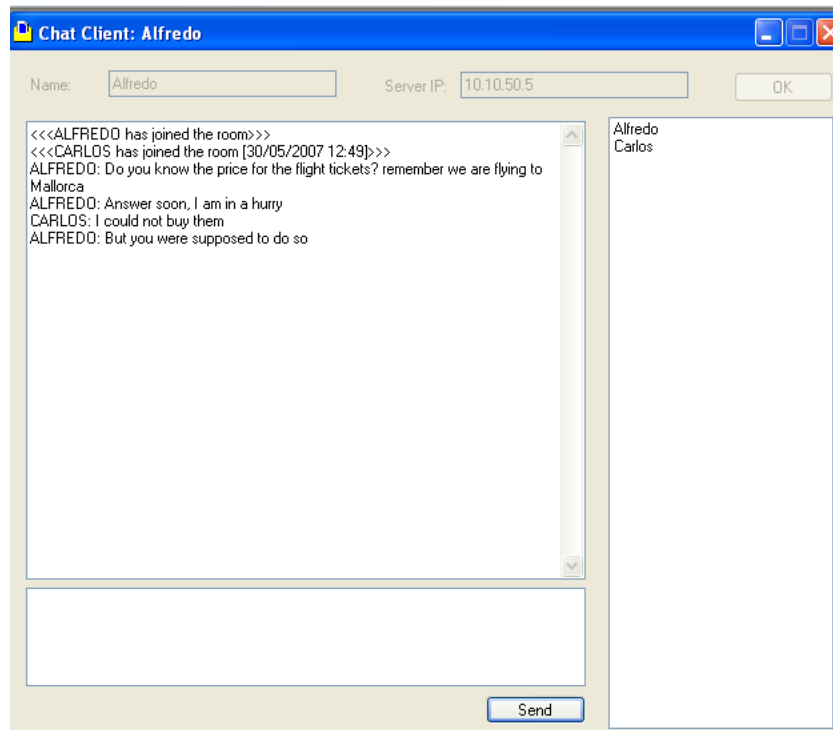 Chat Client: Alfredo
Name: Alfredo Server IP: 10.10.50.5 OK
<<<ALFREDO has joined the room>>>
<<<CARLOS has joined the room [30/05/2007 12:49]>>>
ALFREDO: Do you know the price for the flight tickets? remember we are flying to
Mallorca
ALFREDO: Answer soon, I am in a hurry
CARLOS: I could not buy them
ALFREDO: But you were supposed to do so
Alfredo
Carlos
Send